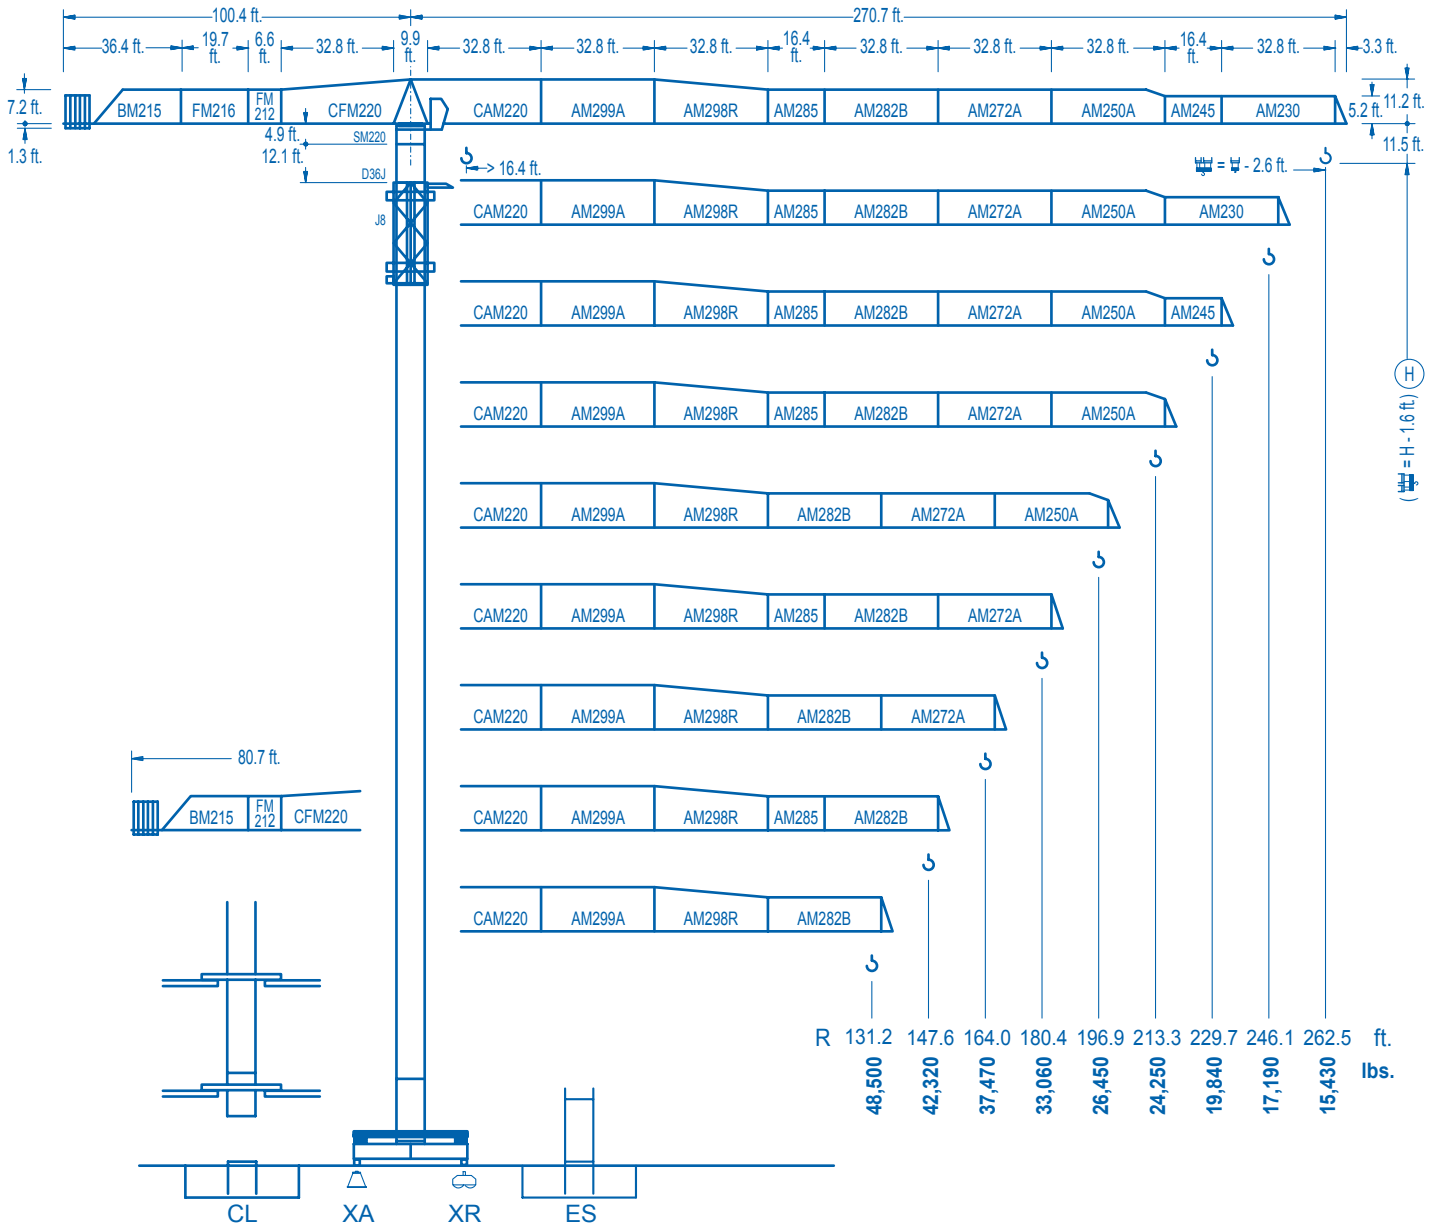 100.4 ft. 270.7 ft.
36.4 ft. 19.7 ft. 6.6 ft. 32.8 ft. 9.9 ft. 32.8 ft. 32.8 ft. 32.8 ft. 16.4 ft. 32.8 ft. 32.8 ft. 32.8 ft. 16.4 ft. 32.8 ft. 3.3 ft.
7.2 ft. BM215 FM216 FM 212 CFM220 CAM220 AM299A AM298R AM285 AM282B AM272A AM250A AM245 AM230 5.2 ft. 11.2 ft.
1.3 ft. 4.9 ft. SM220 11.5 ft.
12.1 ft. > 16.4 ft. = - 2.6 ft.
D36J
J8 CAM220 AM299A AM298R AM285 AM282B AM272A AM250A AM230
CAM220 AM299A AM298R AM285 AM282B AM272A AM250A AM245
H
( = H - 1.6 ft.)
CAM220 AM299A AM298R AM285 AM282B AM272A AM250A
CAM220 AM299A AM298R AM282B AM272A AM250A
CAM220 AM299A AM298R AM285 AM282B AM272A
CAM220 AM299A AM298R AM282B AM272A
80.7 ft.
BM215 FM 212 CFM220 CAM220 AM299A AM298R AM285 AM282B
CAM220 AM299A AM298R AM282B
R 131.2 147.6 164.0 180.4 196.9 213.3 229.7 246.1 262.5 ft.
48,500 42,320 37,470 33,060 26,450 24,250 19,840 17,190 15,430 lbs.
CL XA XR ES